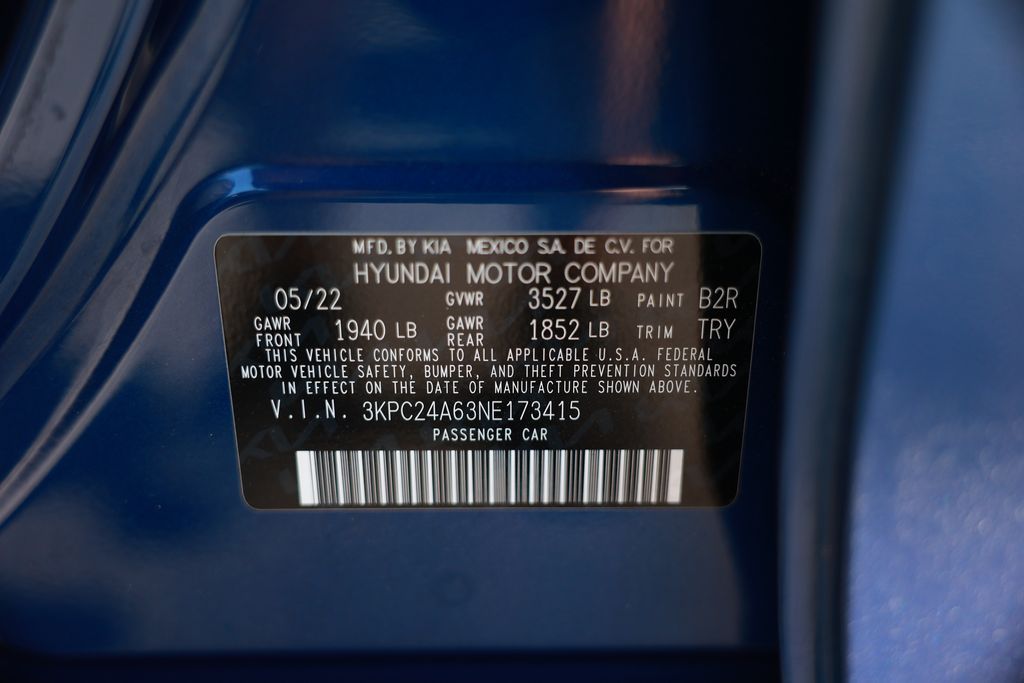 MFD. BY KIA MEXICO S.A. DE C.V. FOR
HYUNDAI MOTOR COMPANY
05/22 GVWR 3527 LB PAINT B2R
GAWR FRONT 1940 LB GAWR REAR 1852 LB TRIM TRY
THIS VEHICLE CONFORMS TO ALL APPLICABLE U.S.A. FEDERAL
MOTOR VEHICLE SAFETY, BUMPER, AND THEFT PREVENTION STANDARDS
IN EFFECT ON THE DATE OF MANUFACTURE SHOWN ABOVE.
V.I.N. 3KPC24A63NE173415
PASSENGER CAR